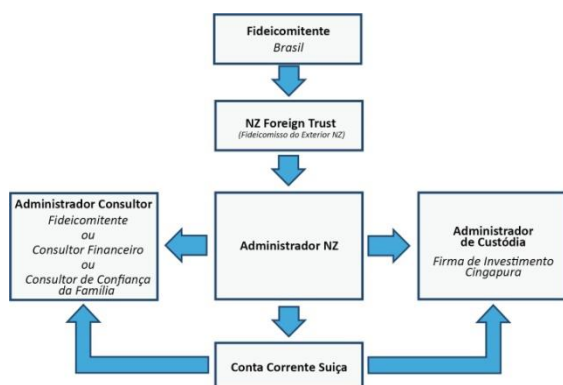 Fideicomitente
Brasil
NZ Foreign Trust
(Fideicomisso do Exterior NZ)
Administrador Consultor
Fideicomitente
ou
Consultor Financeiro
ou
Consultor de Confiança
da Família
Administrador NZ
Administrador
de Custódia
Firma de Investimento
Cingapura
Conta Corrente Suiça